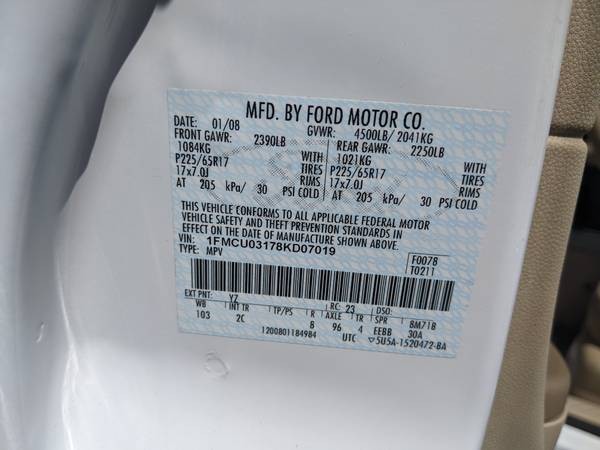 MFD. BY FORD MOTOR CO.
DATE: 01/08 GVWR: 4500LB/ 2041KG
FRONT GAWR: 2390LB REAR GAWR: 2250LB
1084KG WITH 1021KG WITH
P225/65R17 TIRES P225/65R17 TIRES
17x7.0J RIMS 17x7.0J RIMS
AT 205 kPa/ 30 PSI COLD AT 205 kPa/ 30 PSI COLD
THIS VEHICLE CONFORMS TO ALL APPLICABLE FEDERAL MOTOR
VEHICLE SAFETY AND THEFT PREVENTION STANDARDS IN
EFFECT ON THE DATE OF MANUFACTURE SHOWN ABOVE.
VIN: 1FMCU03178KD07019 F0078
TYPE: MPV T0211
EXT PNT: YZ RC: 23 DSO:
WB INT TR TP/PS R AXLE TR SPR BM71B
103 2C B 96 4 EEBB 30A
1200801184984 UTC 5U5A-1520472-BA